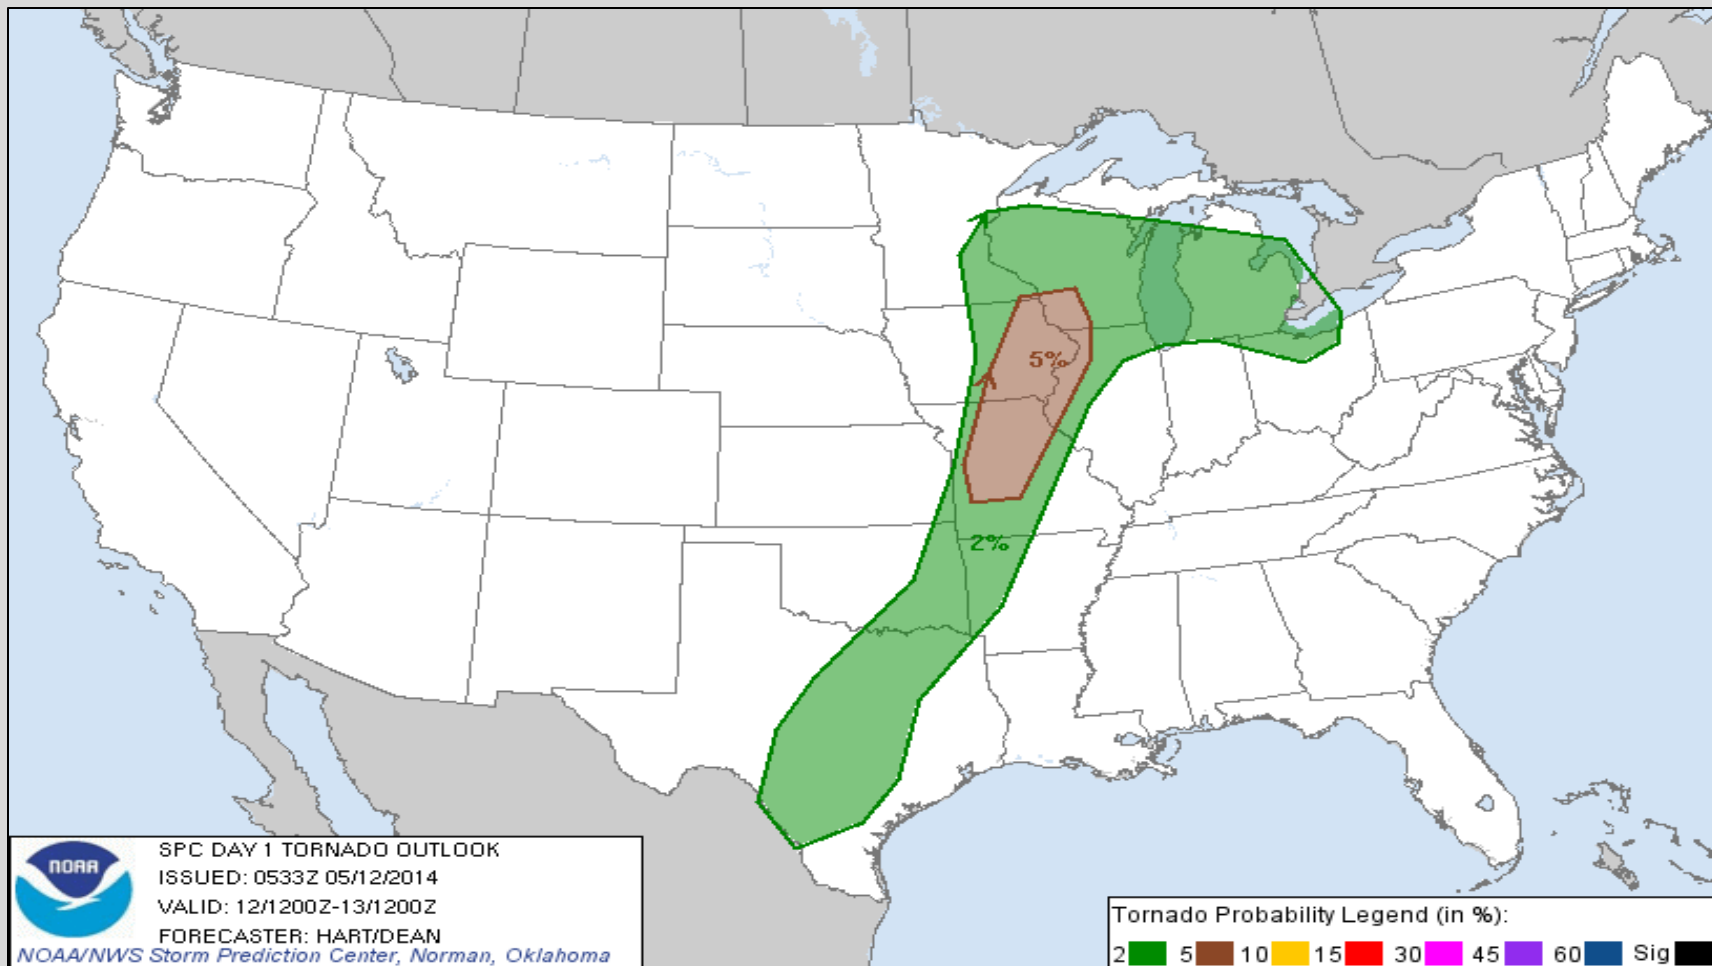 5%
2%
NOAA
SPC DAY 1 TORNADO OUTLOOK
ISSUED: 0533Z 05/12/2014
VALID: 12/1200Z-13/1200Z
FORECASTER: HART/DEAN
NOAA/NWS Storm Prediction Center, Norman, Oklahoma
Tornado Probability Legend (in %):
2 5 10 15 30 45 60 Sig